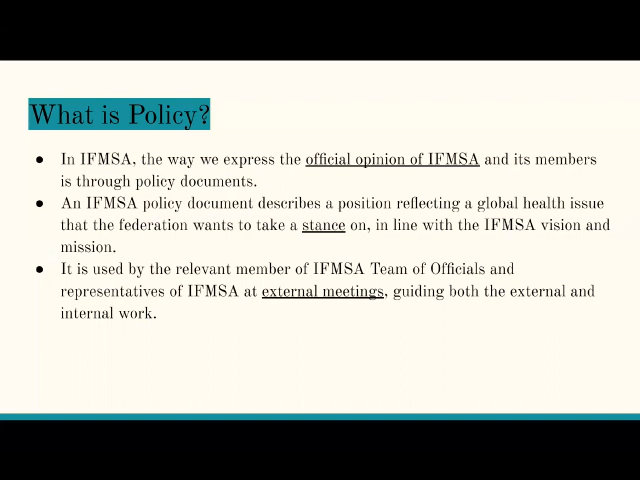 What is Policy?
● In IFMSA, the way we express the official opinion of IFMSA and its members
is through policy documents.
● An IFMSA policy document describes a position reflecting a global health issue
that the federation wants to take a stance on, in line with the IFMSA vision and
mission.
● It is used by the relevant member of IFMSA Team of Officials and
representatives of IFMSA at external meetings, guiding both the external and
internal work.